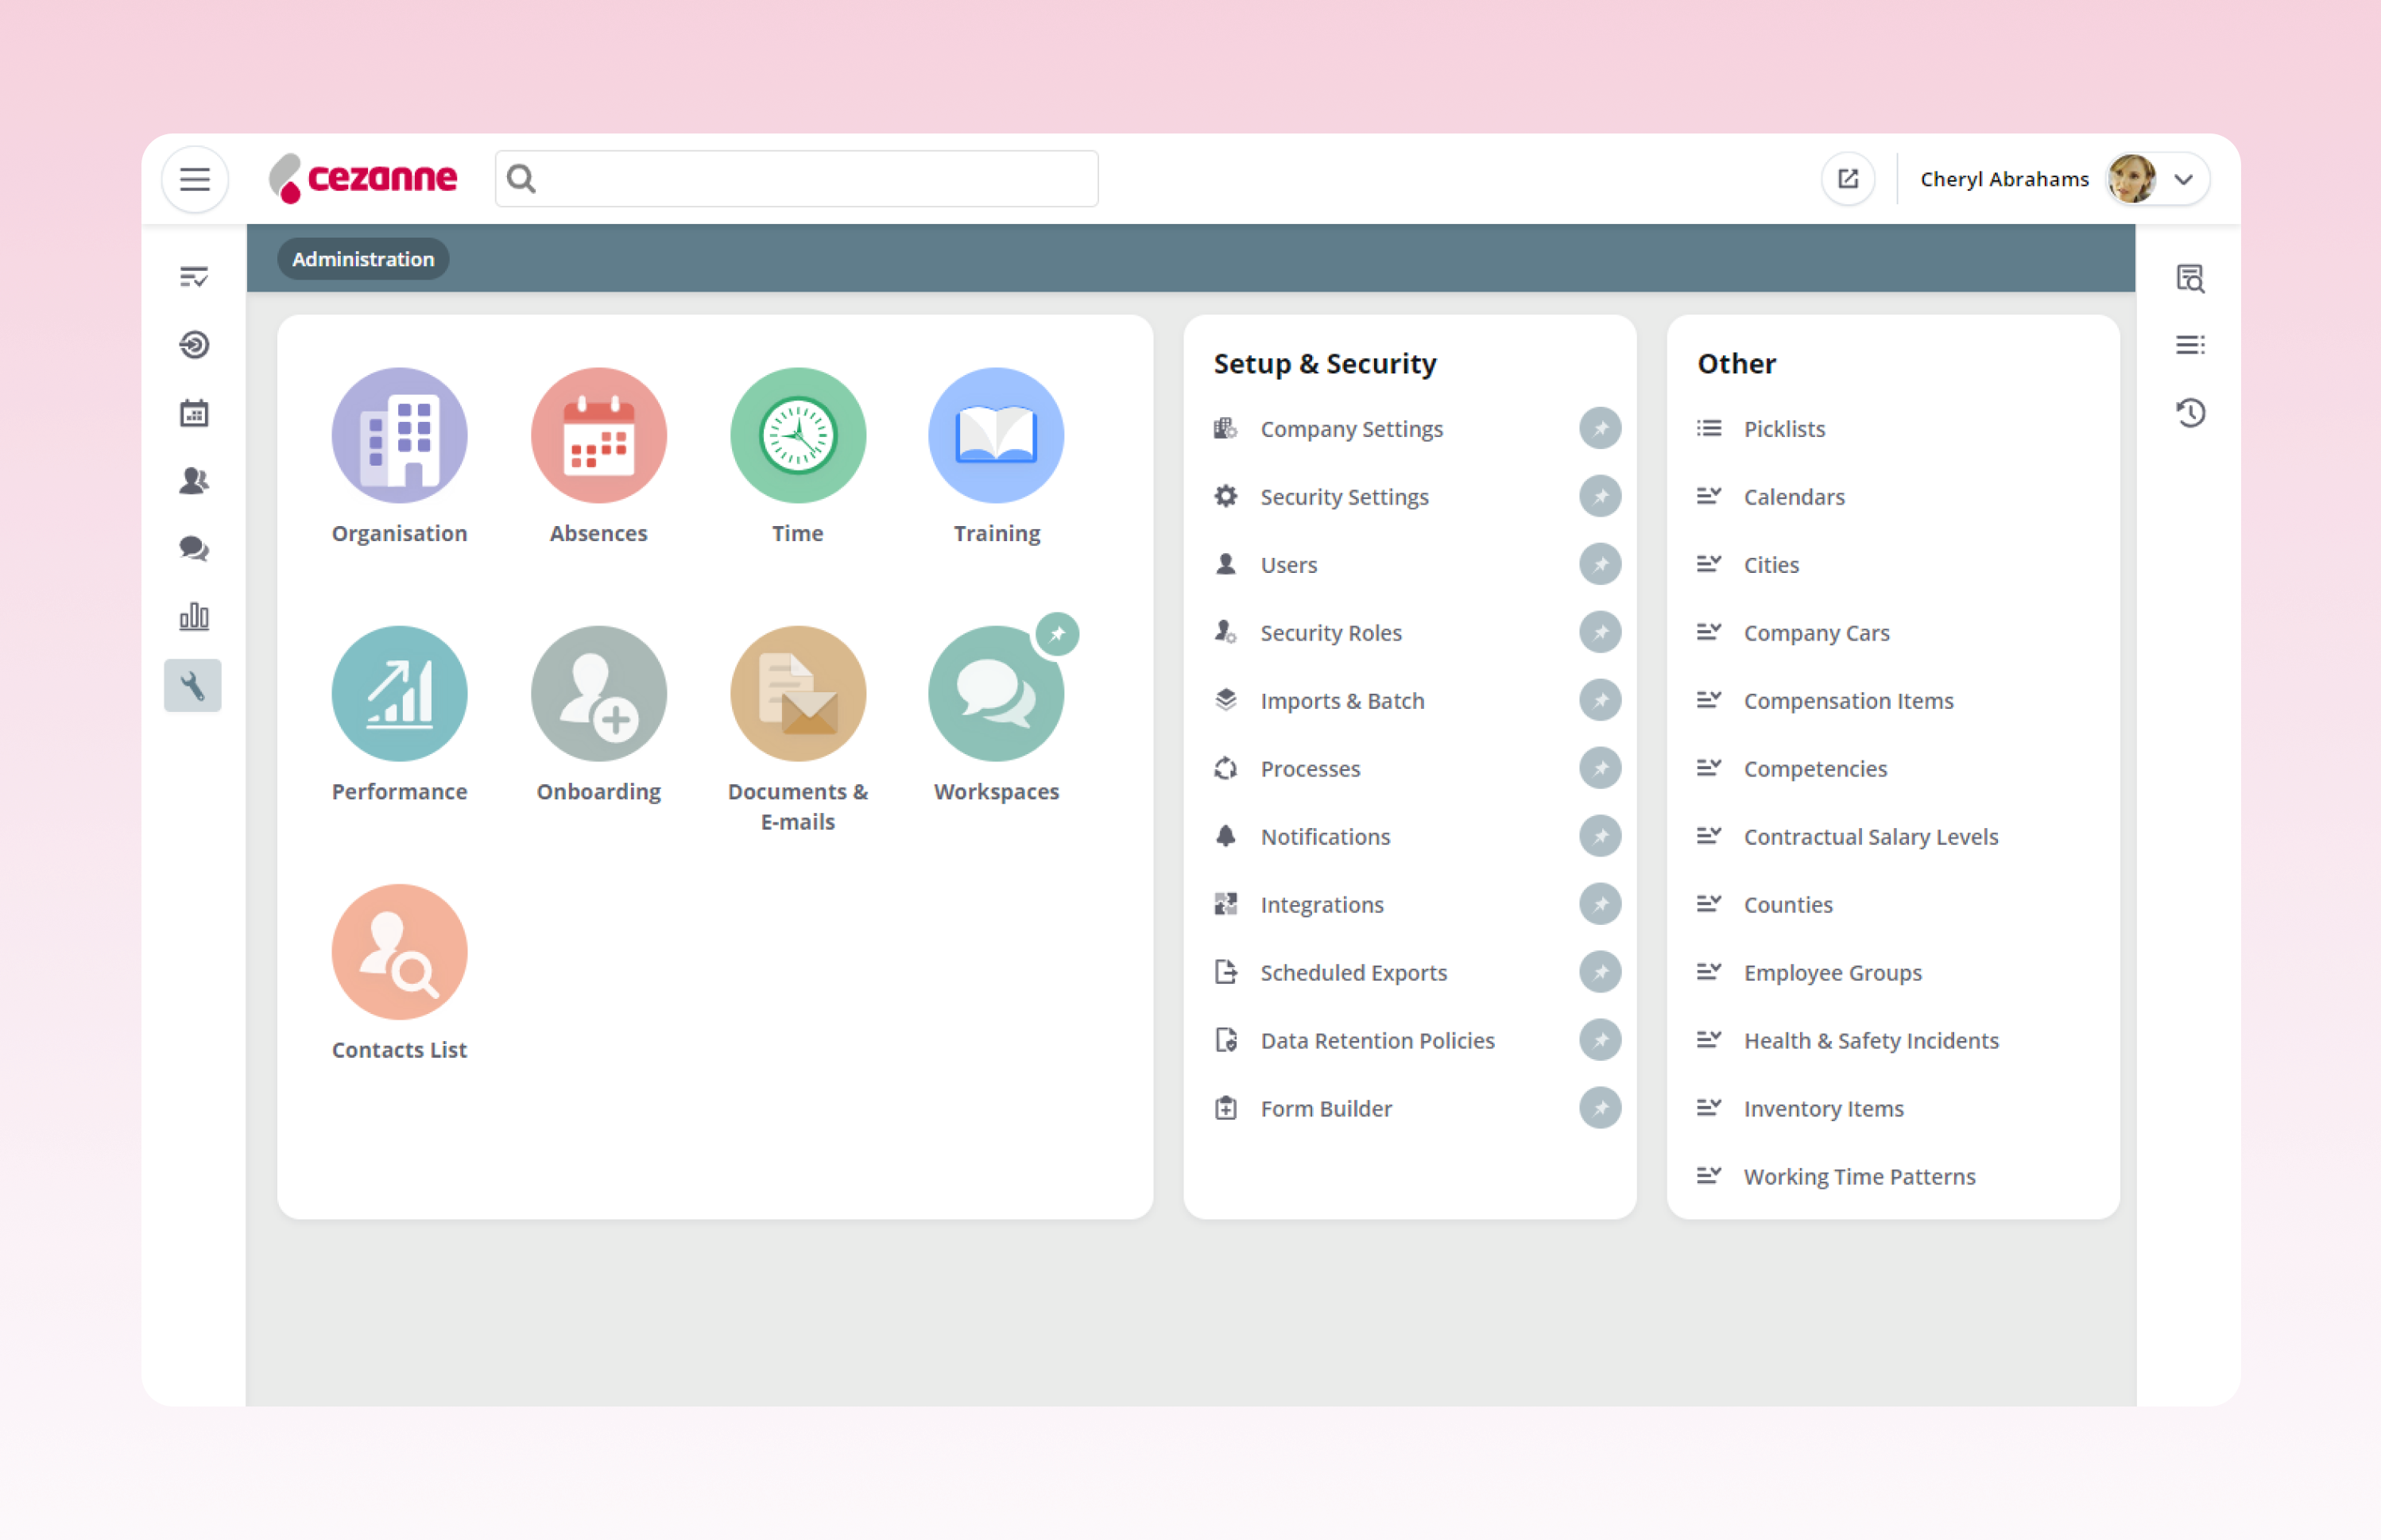 cezanne
Cheryl Abrahams
Administration
Organisation
Absences
Time
Training
Performance
Onboarding
Documents &
E-mails
Workspaces
Contacts List
Setup & Security
Company Settings
Security Settings
Users
Security Roles
Imports & Batch
Processes
Notifications
Integrations
Scheduled Exports
Data Retention Policies
Form Builder
Other
Picklists
Calendars
Cities
Company Cars
Compensation Items
Competencies
Contractual Salary Levels
Counties
Employee Groups
Health & Safety Incidents
Inventory Items
Working Time Patterns